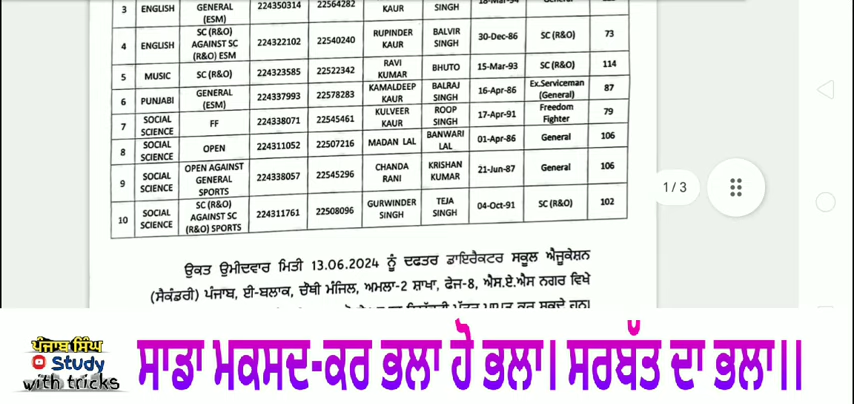 3 ENGLISH GENERAL (ESM) 224350314 22564282 KAUR SINGH General
4 ENGLISH SC (R&O) AGAINST SC (R&O) ESM 224322102 22540240 RUPINDER KAUR BALVIR SINGH 30-Dec-86 SC (R&O) 73
5 MUSIC SC (R&O) 224323585 22522342 RAVI KUMAR BHUTO 15-Mar-93 SC (R&O) 114
6 PUNJABI GENERAL (ESM) 224337993 22578283 KAMALDEEP KAUR BALRAJ SINGH 16-Apr-86 Ex.Serviceman (General) 87
7 SOCIAL SCIENCE FF 224338071 22545461 KULVEER KAUR ROOP SINGH 17-Apr-91 Freedom Fighter 79
8 SOCIAL SCIENCE OPEN 224311052 22507216 MADAN LAL BANWARI LAL 01-Apr-86 General 106
9 SOCIAL SCIENCE OPEN AGAINST GENERAL SPORTS 224338057 22545296 CHANDA RANI KRISHAN KUMAR 21-Jun-87 General 106
10 SOCIAL SCIENCE SC (R&O) AGAINST SC (R&O) SPORTS 224311761 22508096 GURWINDER SINGH TEJA SINGH 04-Oct-91 SC (R&O) 102
1 / 3
ਉਕਤ ਉਮੀਦਵਾਰ ਮਿਤੀ 13.06.2024 ਨੂੰ ਦਫਤਰ ਡਾਇਰੈਕਟਰ ਸਕੂਲ ਐਜੂਕੇਸ਼ਨ
(ਸੈਕੰਡਰੀ) ਪੰਜਾਬ, ਈ-ਬਲਾਕ, ਚੌਥੀ ਮੰਜਿਲ, ਅਮਲਾ-2 ਸ਼ਾਖਾ, ਫੇਜ-8, ਐਸ.ਏ.ਐਸ ਨਗਰ ਵਿਖੇ
ਕਰ ਸਕਦੇ ਹਨ।
ਪੰਜਾਬ ਸਿੰਘ
Study
with tricks
ਸਾਡਾ ਮਕਸਦ-ਕਰ ਭਲਾ ਹੋ ਭਲਾ। ਸਰਬੱਤ ਦਾ ਭਲਾ।।